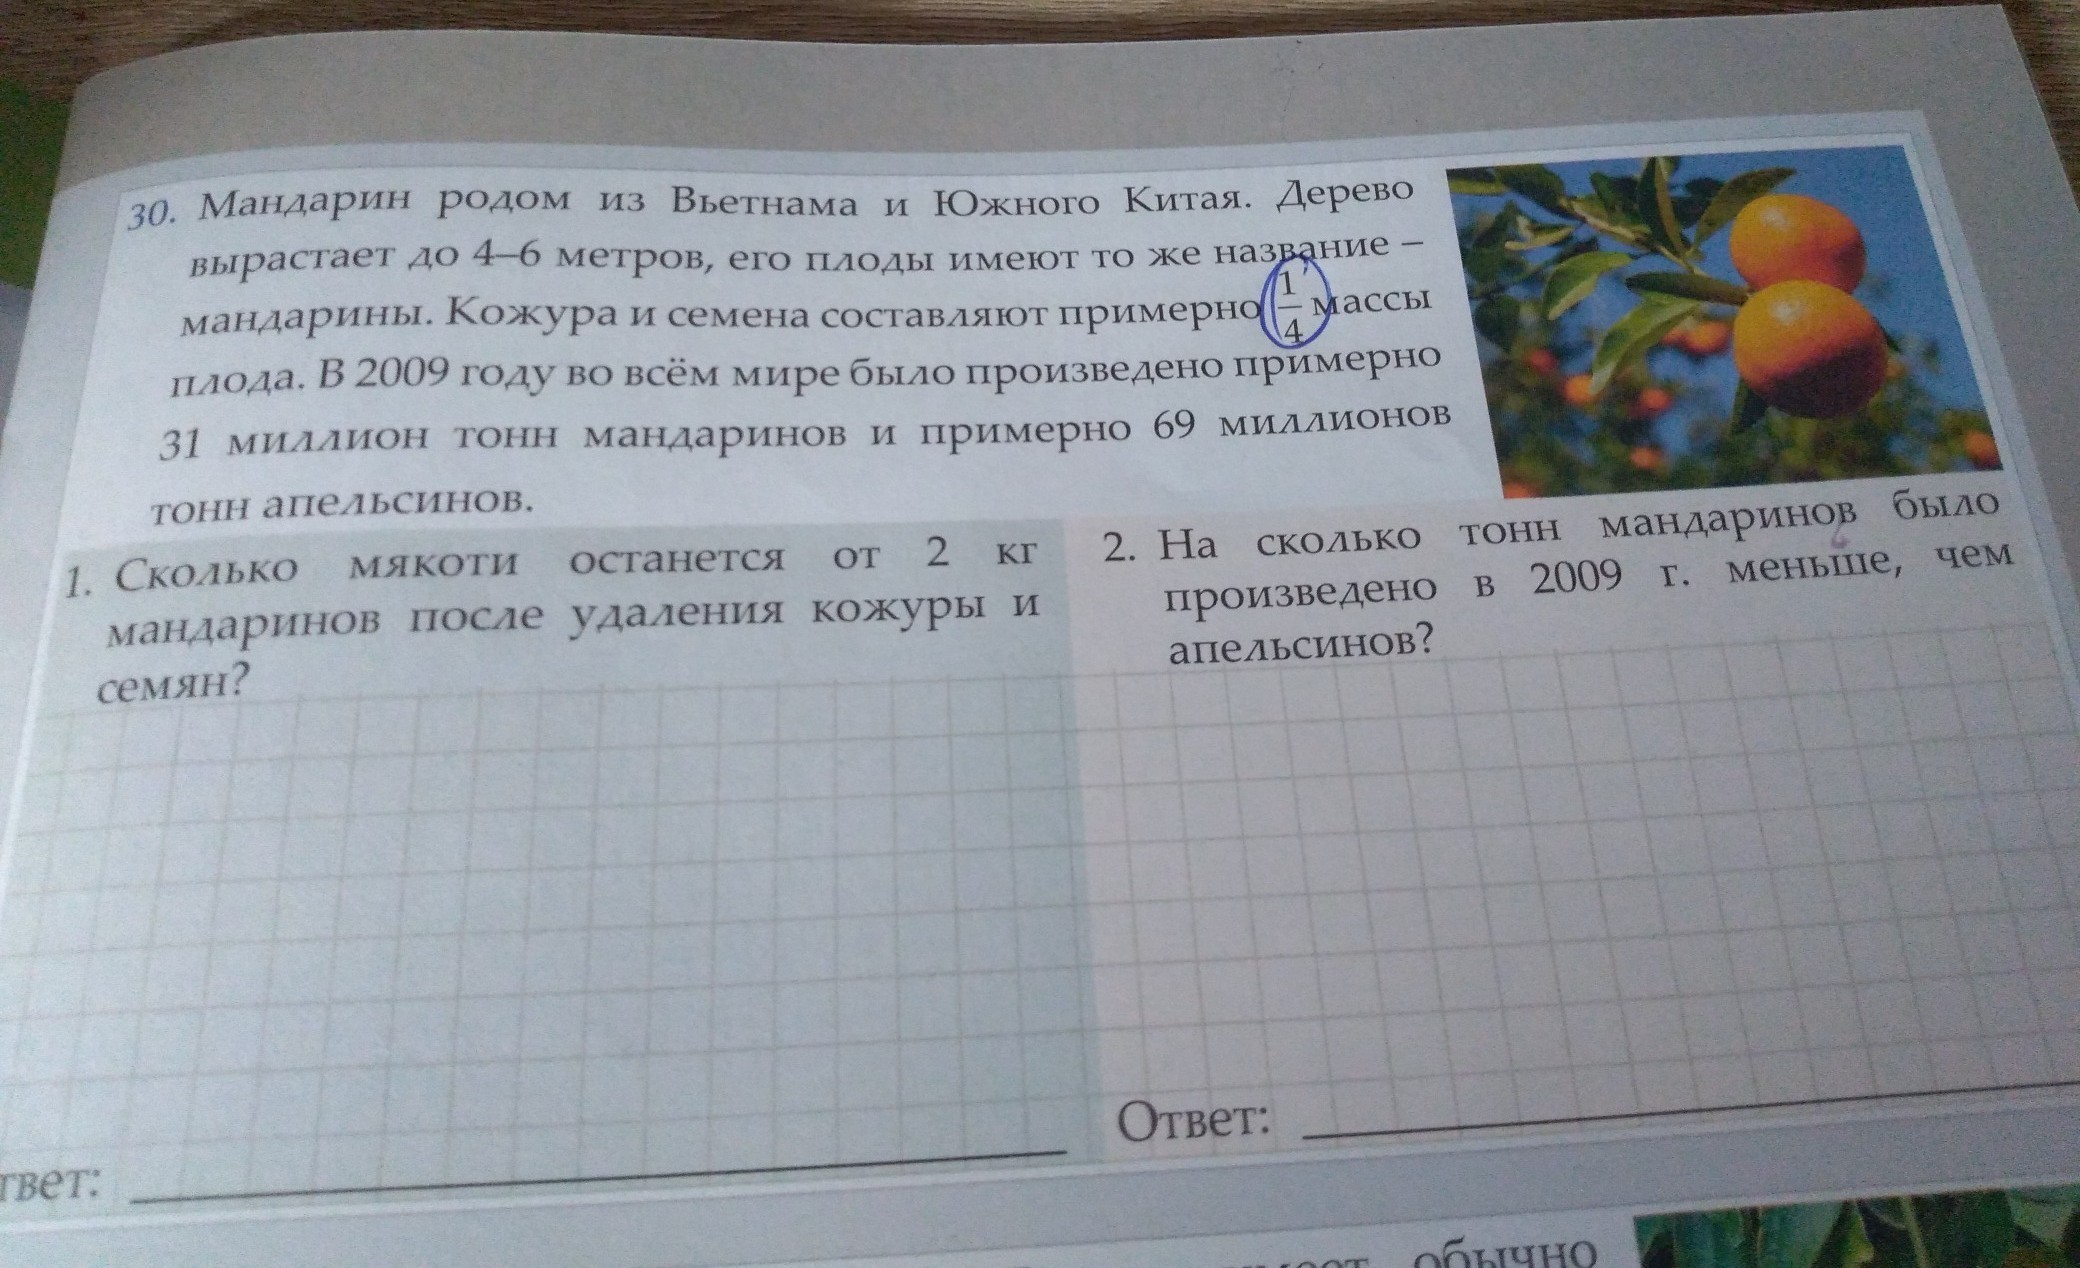 30. Мандарин родом из Вьетнама и Южного Китая. Дерево
вырастает до 4–6 метров, его плоды имеют то же название –
мандарины. Кожура и семена составляют примерно 1/4 массы
плода. В 2009 году во всём мире было произведено примерно
31 миллион тонн мандаринов и примерно 69 миллионов
тонн апельсинов.
1. Сколько мякоти останется от 2 кг
мандаринов после удаления кожуры и
семян?
2. На сколько тонн мандаринов было
произведено в 2009 г. меньше, чем
апельсинов?
твет:
Ответ:
обычно